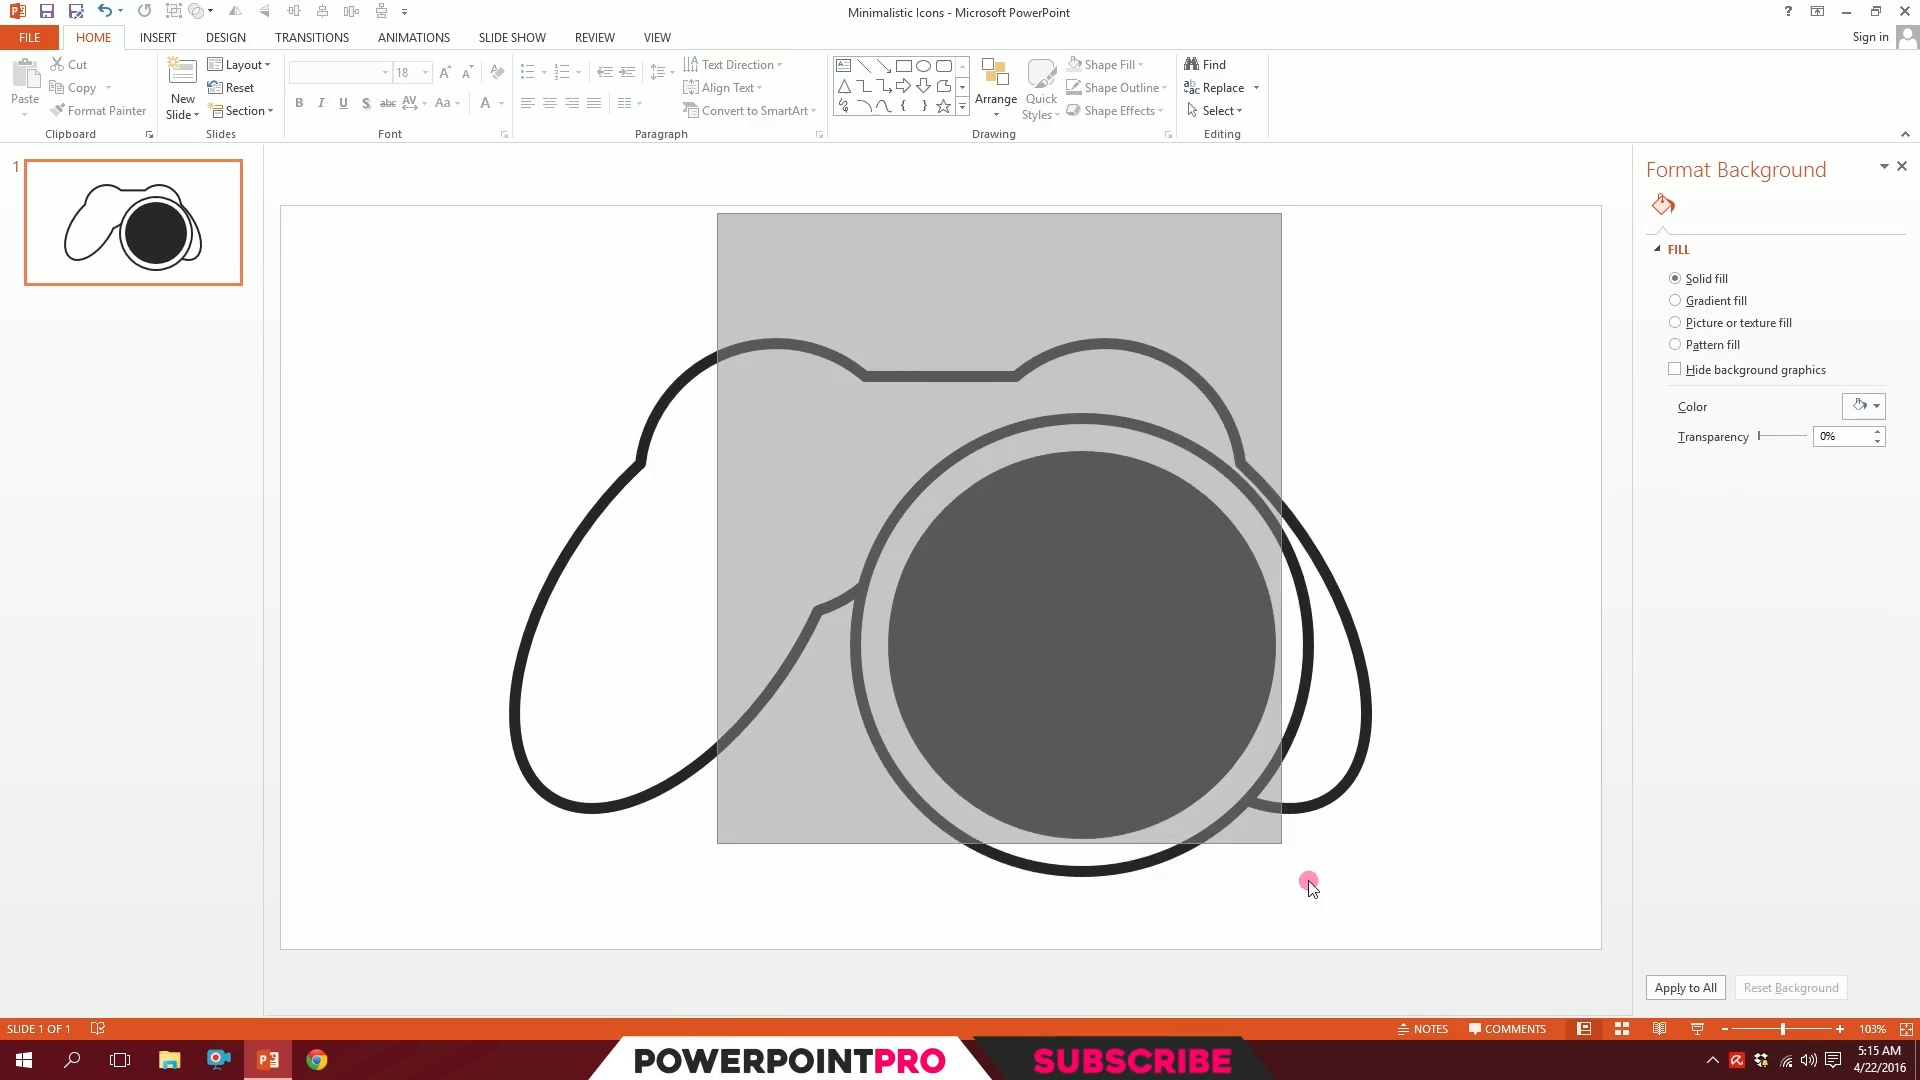 Minimalistic Icons - Microsoft PowerPoint
FILE HOME INSERT DESIGN TRANSITIONS ANIMATIONS SLIDE SHOW REVIEW VIEW Sign in
Paste
Cut
Copy
Format Painter
Clipboard
New Slide
Layout
Reset
Section
Slides
18
B I U S abc AV Aa A
Font
Text Direction
Align Text
Convert to SmartArt
Paragraph
Arrange
Quick Styles
Shape Fill
Shape Outline
Shape Effects
Drawing
Find
Replace
Select
Editing
1
Format Background
FILL
Solid fill
Gradient fill
Picture or texture fill
Pattern fill
Hide background graphics
Color
Transparency 0%
Apply to All Reset Background
SLIDE 1 OF 1 NOTES COMMENTS 103%
POWERPOINTPRO SUBSCRIBE
5:15 AM
4/22/2016